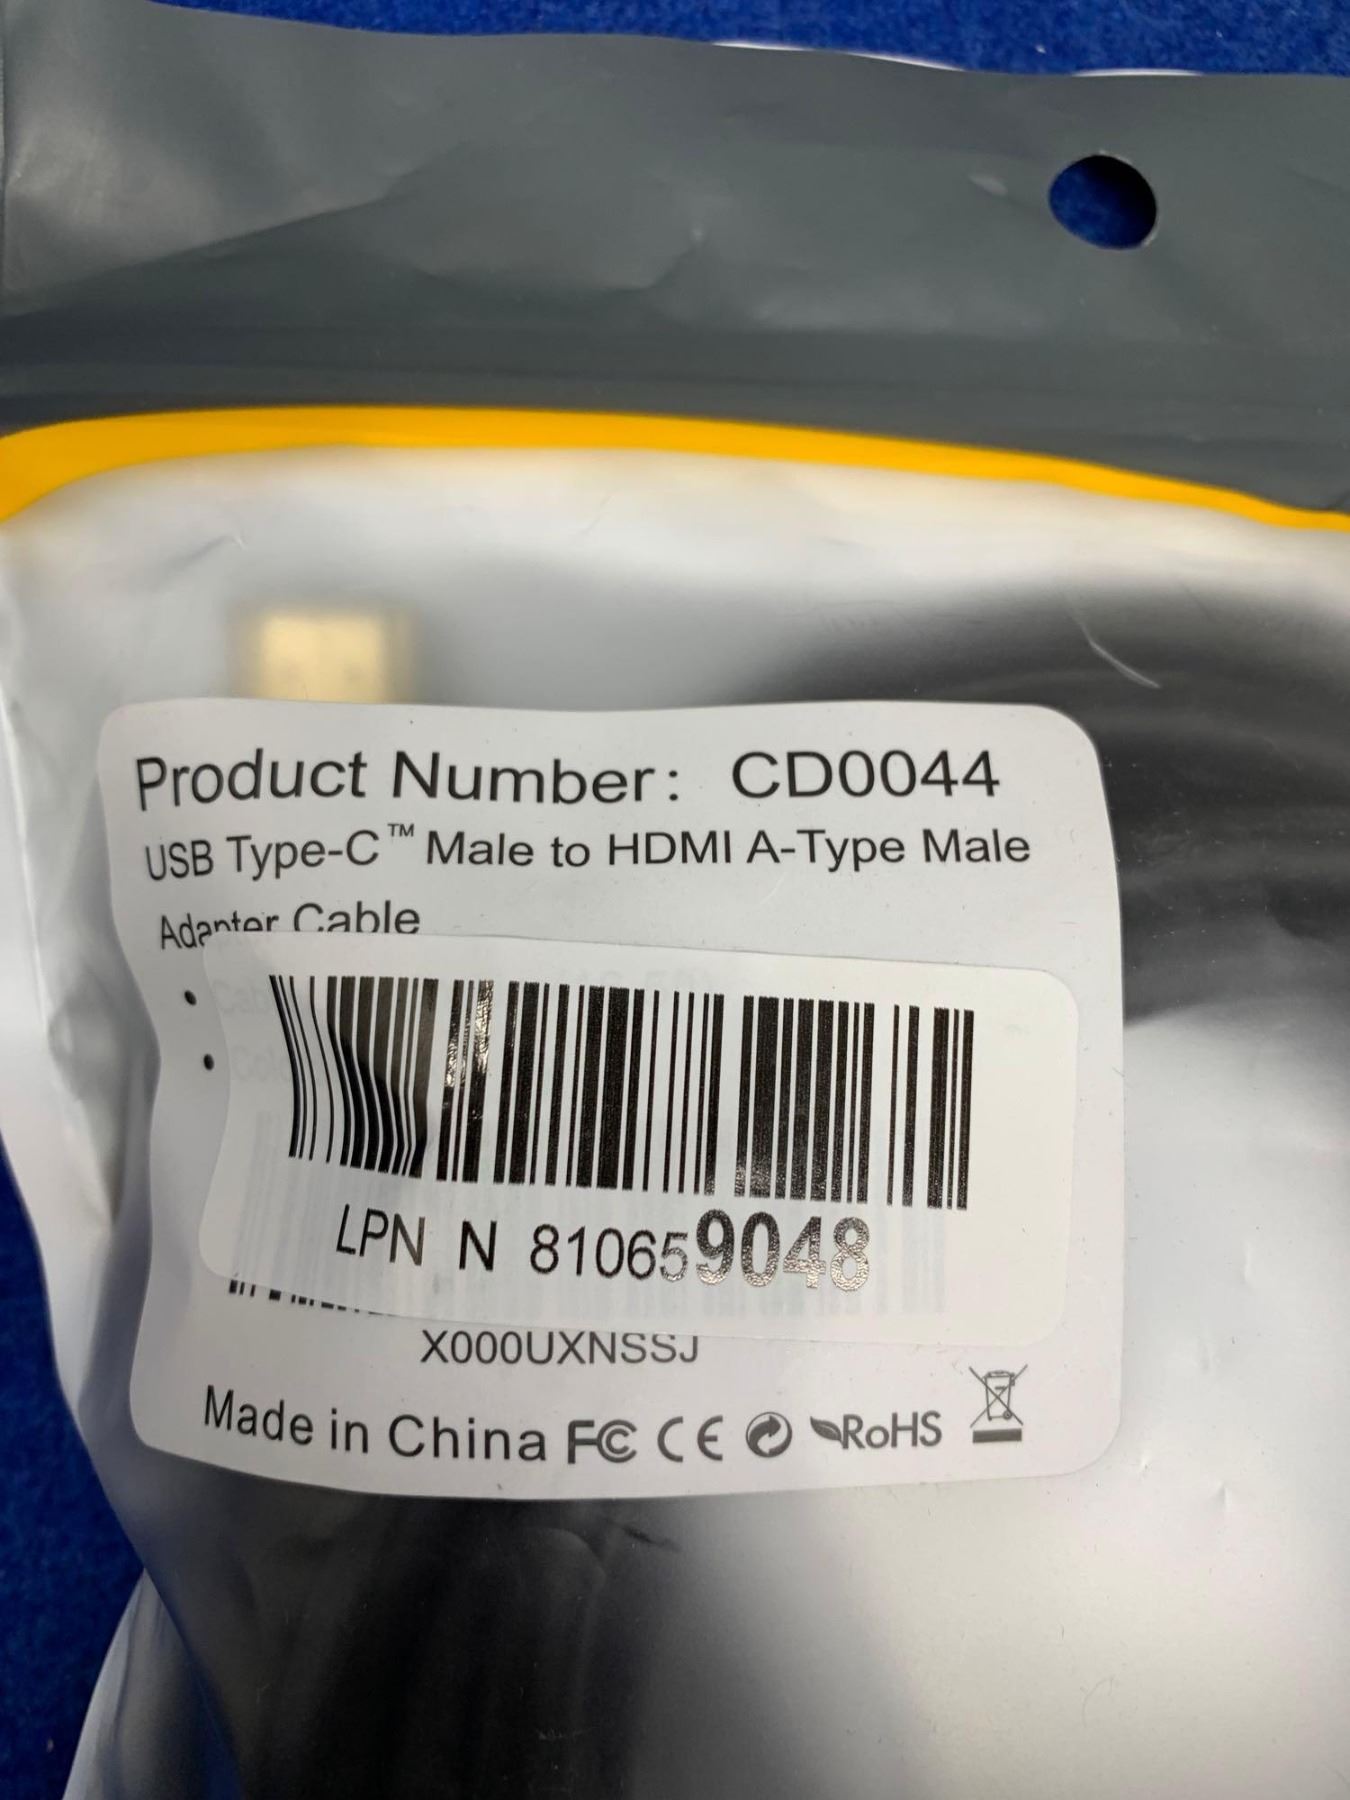 Product Number: CD0044
USB Type-C™ Male to HDMI A-Type Male
Adapter Cable
LPN N 810659048
X000UXNSSJ
Made in China FC CE RoHS